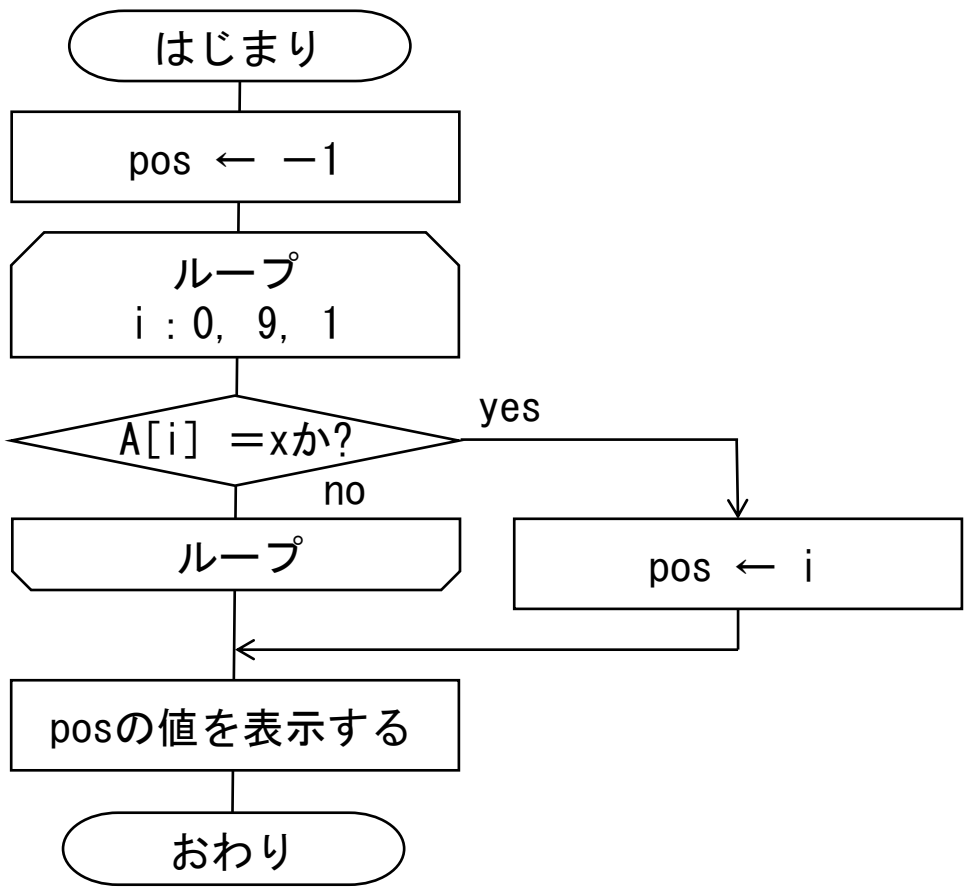 はじまり
pos ← －1
ループ
i：0, 9, 1
A[i] ＝xか?
yes
no
ループ
pos ← i
posの値を表示する
おわり